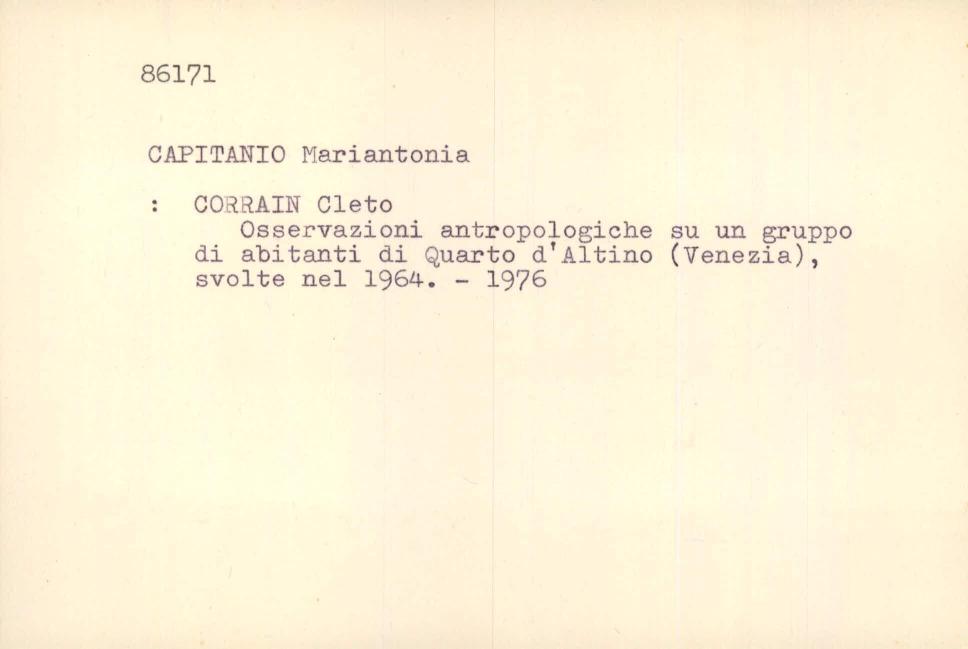 86171
CAPITANIO Mariantonia
: CORRAIN Cleto
Osservazioni antropologiche su un gruppo
di abitanti di Quarto d'Altino (Venezia),
svolte nel 1964. - 1976